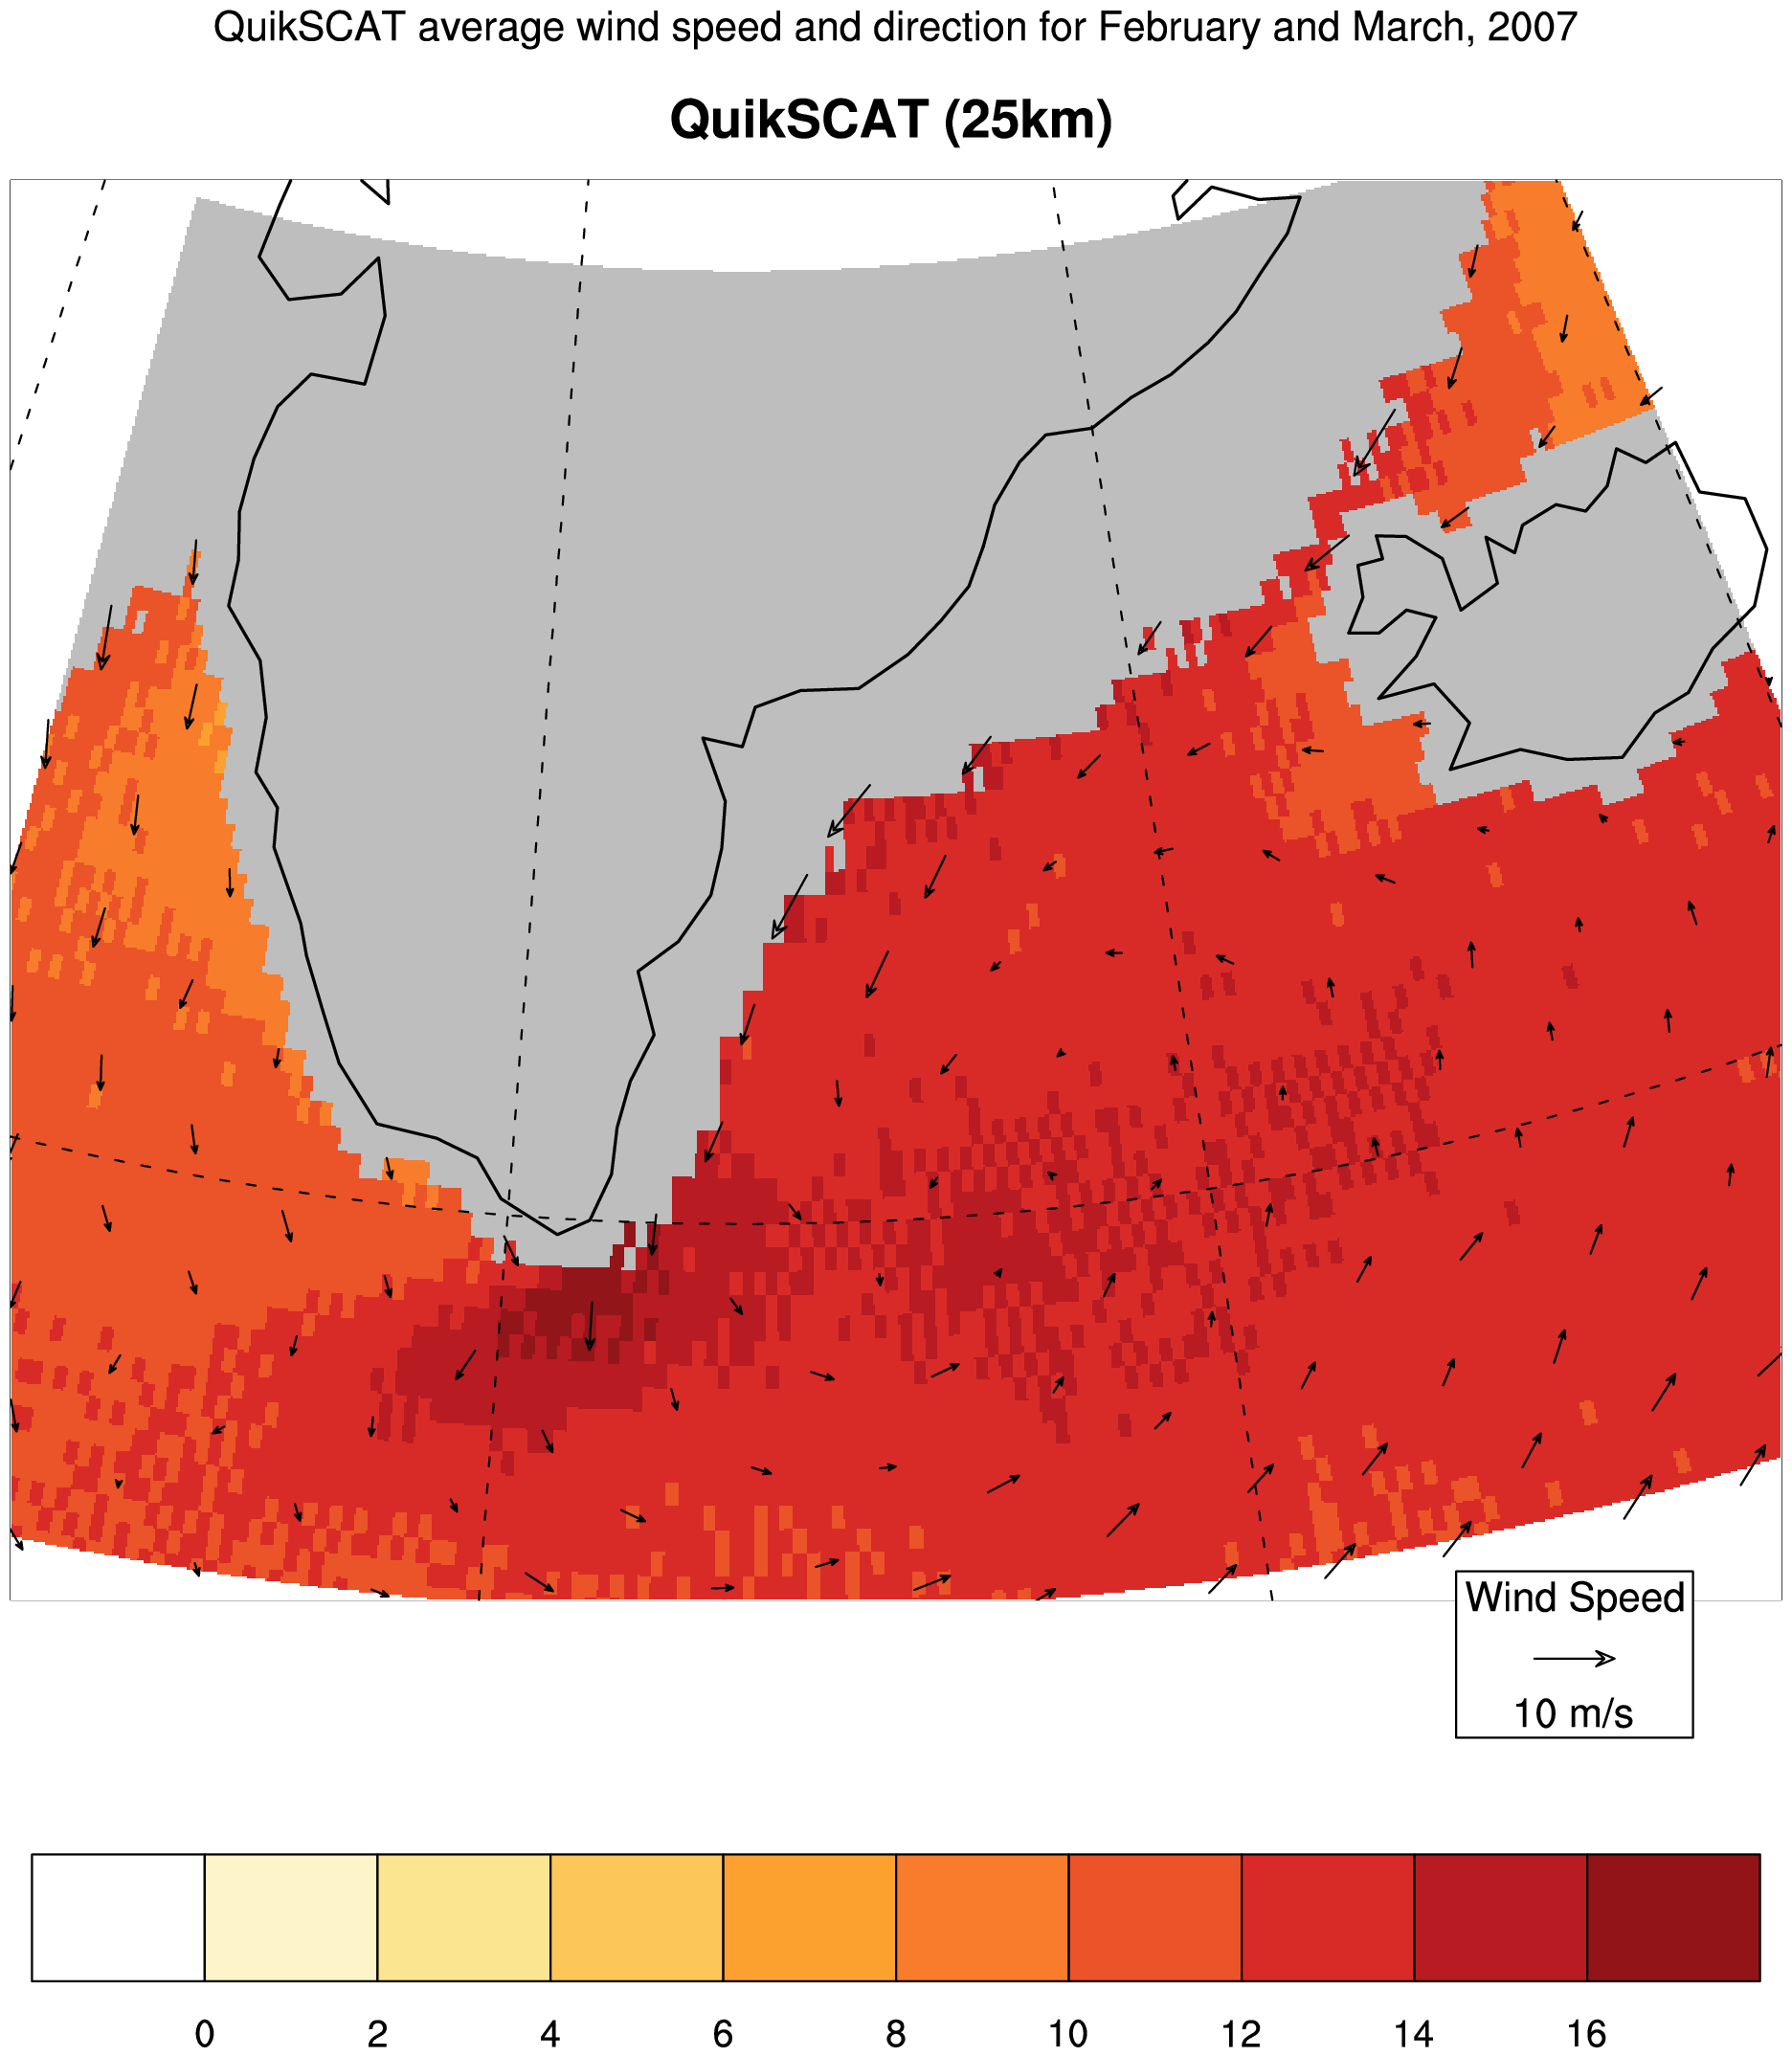 QuikSCAT average wind speed and direction for February and March, 2007
QuikSCAT (25km)
Wind Speed
10 m/s
0 2 4 6 8 10 12 14 16